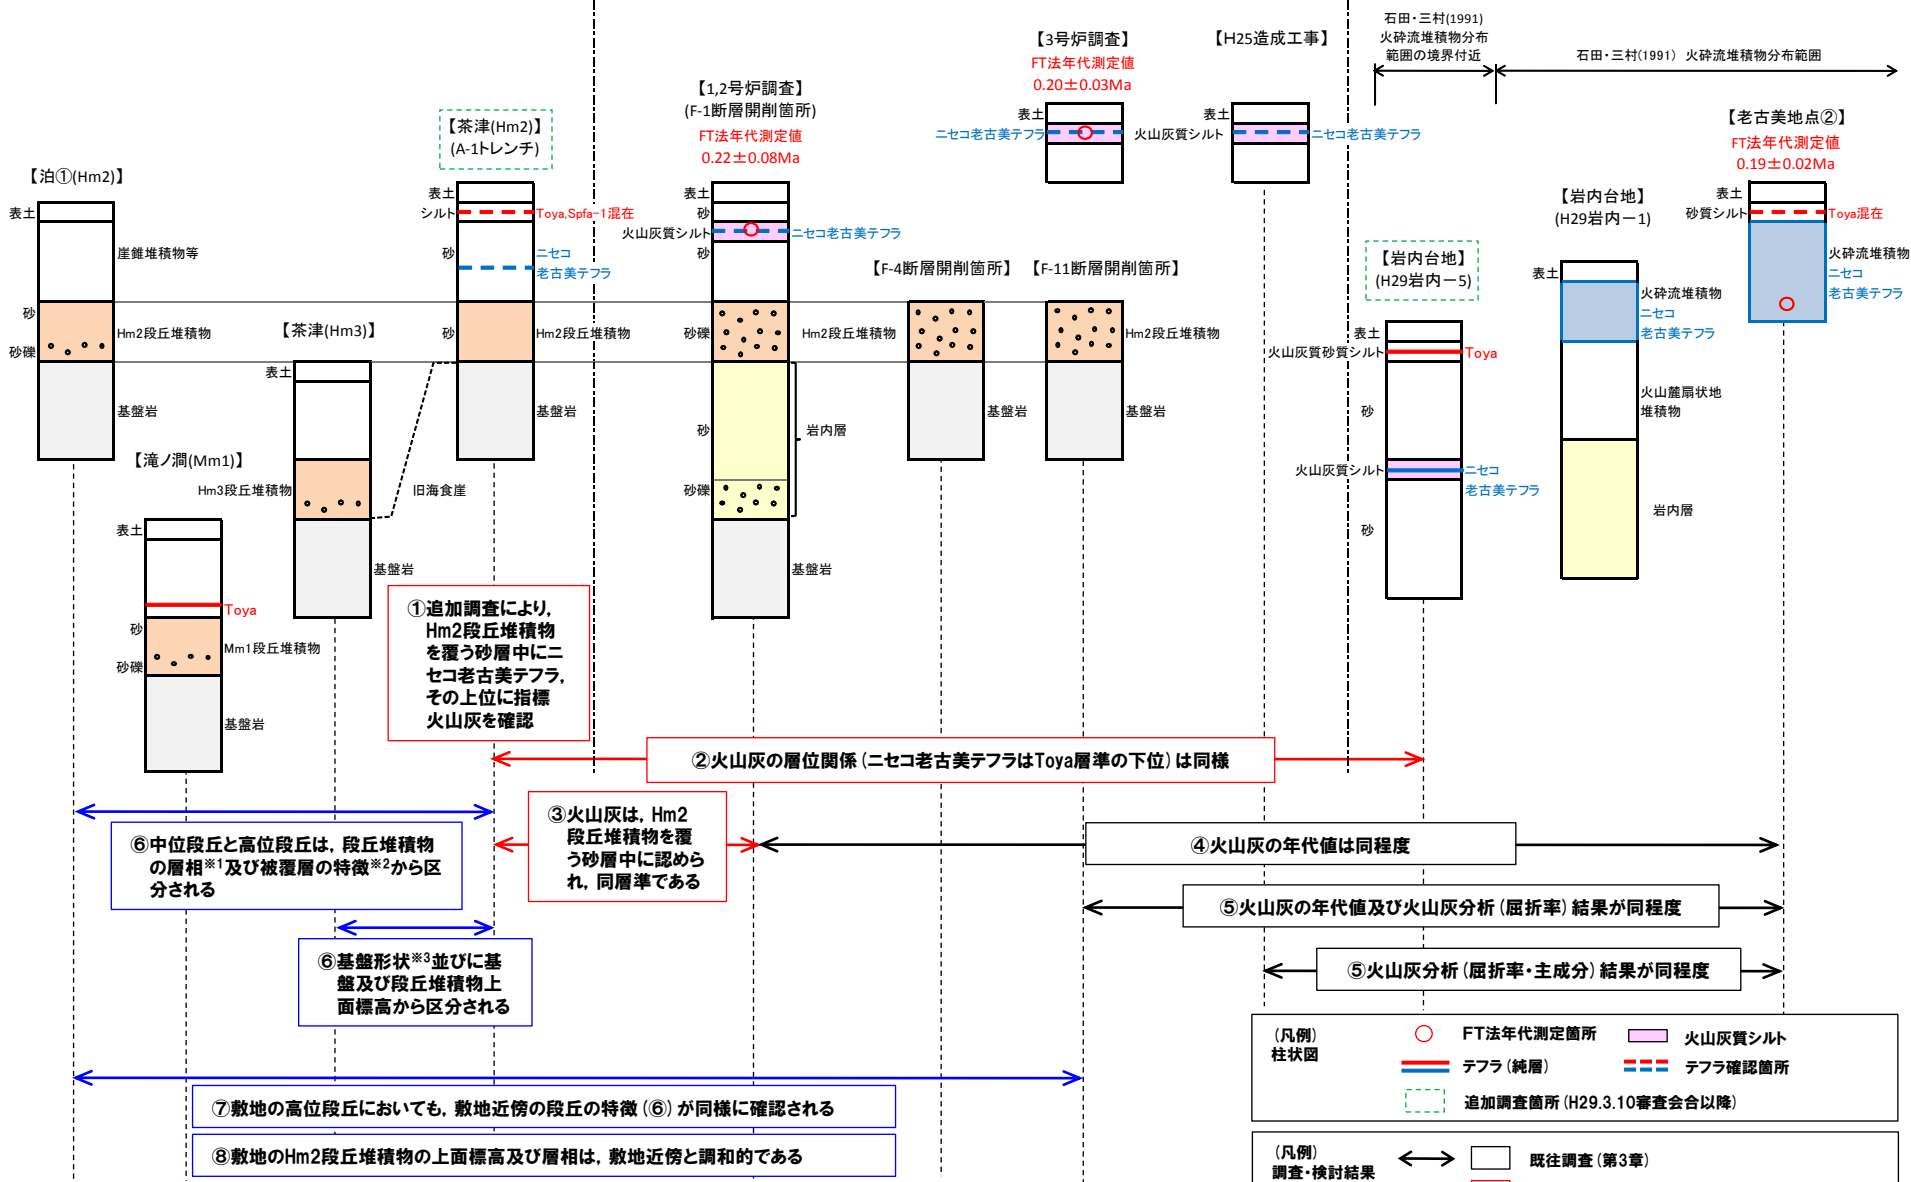 石田・三村(1991)
火砕流堆積物分布
範囲の境界付近
石田・三村(1991) 火砕流堆積物分布範囲
【3号炉調査】
FT法年代測定値
0.20±0.03Ma
表土
ニセコ老古美テフラ
火山灰質シルト
【H25造成工事】
表土
ニセコ老古美テフラ
【1,2号炉調査】
(F-1断層開削箇所)
FT法年代測定値
0.22±0.08Ma
表土
砂
火山灰質シルト
ニセコ老古美テフラ
砂
砂礫
Hm2段丘堆積物
砂
岩内層
砂礫
基盤岩
【茶津(Hm2)】
(A-1トレンチ)
表土
シルト
Toya,Spfa-1混在
砂
ニセコ
老古美テフラ
砂
Hm2段丘堆積物
基盤岩
【泊①(Hm2)】
表土
崖錐堆積物等
砂
Hm2段丘堆積物
砂礫
基盤岩
【茶津(Hm3)】
表土
Hm3段丘堆積物
旧海食崖
基盤岩
【滝ノ澗(Mm1)】
表土
Toya
砂
Mm1段丘堆積物
砂礫
基盤岩
【F-4断層開削箇所】
基盤岩
【F-11断層開削箇所】
Hm2段丘堆積物
基盤岩
【岩内台地】
(H29岩内－5)
表土
火山灰質砂質シルト
Toya
砂
火山灰質シルト
ニセコ
老古美テフラ
砂
【岩内台地】
(H29岩内－1)
表土
火砕流堆積物
ニセコ
老古美テフラ
火山麓扇状地
堆積物
岩内層
【老古美地点②】
FT法年代測定値
0.19±0.02Ma
表土
砂質シルト
Toya混在
火砕流堆積物
ニセコ
老古美テフラ
①追加調査により，
Hm2段丘堆積物
を覆う砂層中にニ
セコ老古美テフラ，
その上位に指標
火山灰を確認
②火山灰の層位関係（ニセコ老古美テフラはToya層準の下位）は同様
③火山灰は，Hm2
段丘堆積物を覆
う砂層中に認めら
れ，同層準である
④火山灰の年代値は同程度
⑤火山灰の年代値及び火山灰分析（屈折率）結果が同程度
⑤火山灰分析（屈折率・主成分）結果が同程度
⑥中位段丘と高位段丘は，段丘堆積物
の層相※1及び被覆層の特徴※2から区
分される
⑥基盤形状※3並びに基
盤及び段丘堆積物上
面標高から区分される
⑦敷地の高位段丘においても，敷地近傍の段丘の特徴（⑥）が同様に確認される
⑧敷地のHm2段丘堆積物の上面標高及び層相は，敷地近傍と調和的である
(凡例)
柱状図
FT法年代測定箇所
火山灰質シルト
テフラ（純層）
テフラ確認箇所
追加調査箇所（H29.3.10審査会合以降）
(凡例)
調査・検討結果
既往調査（第3章）